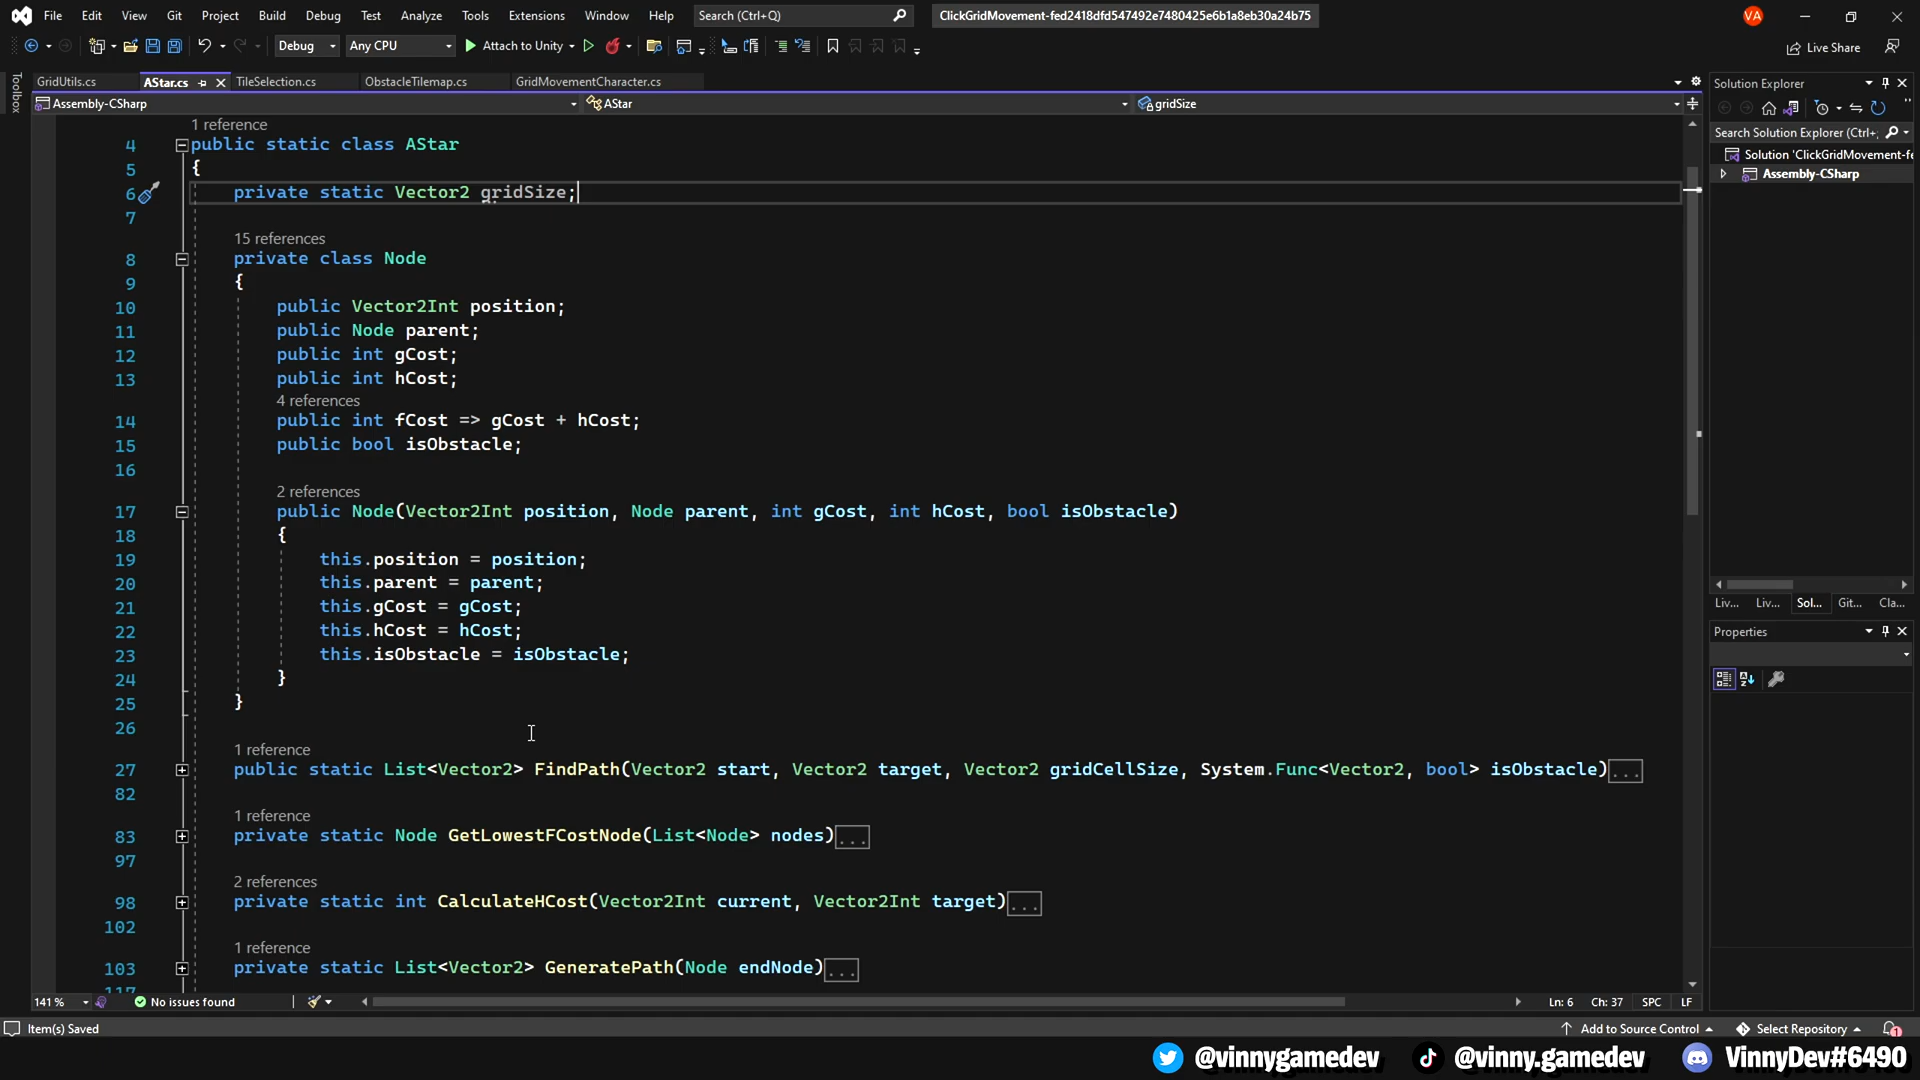 File Edit View Git Project Build Debug Test Analyze Tools Extensions Window Help Search (Ctrl+Q) ClickGridMovement-fed2418dfd547492e7480425e6b1a8eb30a24b75 VA
Debug Any CPU Attach to Unity Live Share
Toolbox
GridUtils.cs AStar.cs TileSelection.cs ObstacleTilemap.cs GridMovementCharacter.cs
Assembly-CSharp AStar gridSize
1 reference
4 public static class AStar
5 {
6 private static Vector2 gridSize;
7
15 references
8 private class Node
9 {
10 public Vector2Int position;
11 public Node parent;
12 public int gCost;
13 public int hCost;
4 references
14 public int fCost => gCost + hCost;
15 public bool isObstacle;
16
2 references
17 public Node(Vector2Int position, Node parent, int gCost, int hCost, bool isObstacle)
18 {
19 this.position = position;
20 this.parent = parent;
21 this.gCost = gCost;
22 this.hCost = hCost;
23 this.isObstacle = isObstacle;
24 }
25 }
26
1 reference
27 public static List<Vector2> FindPath(Vector2 start, Vector2 target, Vector2 gridCellSize, System.Func<Vector2, bool> isObstacle)...
82
1 reference
83 private static Node GetLowestFCostNode(List<Node> nodes)...
97
2 references
98 private static int CalculateHCost(Vector2Int current, Vector2Int target)...
102
1 reference
103 private static List<Vector2> GeneratePath(Node endNode)...
117
141 % No issues found Ln: 6 Ch: 37 SPC LF
Solution Explorer
Search Solution Explorer (Ctrl+;
Solution 'ClickGridMovement-fe
Assembly-CSharp
Liv... Liv... Sol... Git... Cla...
Properties
Item(s) Saved Add to Source Control Select Repository 1
@vinnygamedev @vinny.gamedev VinnyDev#6490